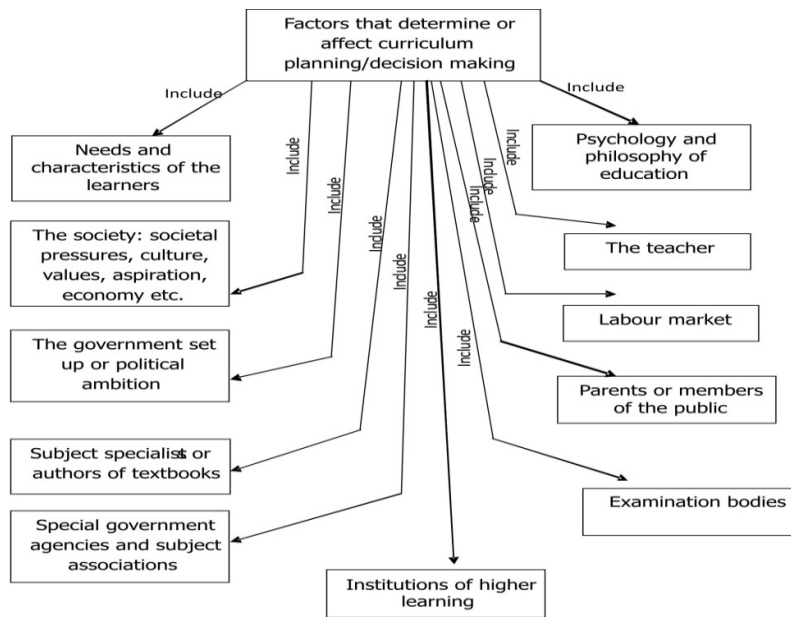 Factors that determine or
affect curriculum
planning/decision making
Include
Include
Include
Include
Include
Include
Include
Include
Include
Include
Include
Needs and
characteristics of the
learners
The society: societal
pressures, culture,
values, aspiration,
economy etc.
The government set
up or political
ambition
Subject specialist or
authors of textbooks
Special government
agencies and subject
associations
Institutions of higher
learning
Psychology and
philosophy of
education
The teacher
Labour market
Parents or members
of the public
Examination bodies